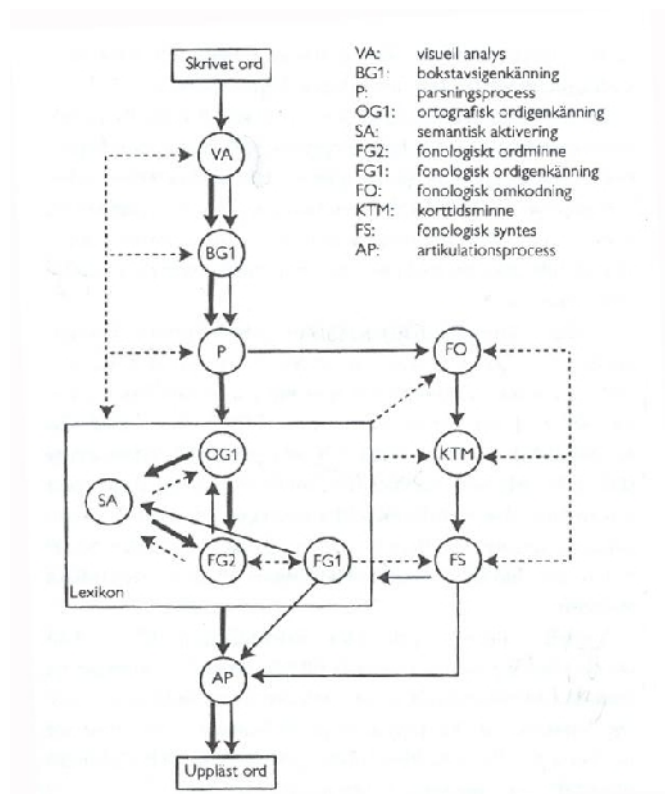 Skrivet ord
VA: visuell analys
BG1: bokstavsigenkänning
P: parsningsprocess
OG1: ortografisk ordigenkänning
SA: semantisk aktivering
FG2: fonologiskt ordminne
FG1: fonologisk ordigenkänning
FO: fonologisk omkodning
KTM: korttidsminne
FS: fonologisk syntes
AP: artikulationsprocess
VA
BG1
P
FO
OG1
KTM
SA
FG2
FG1
FS
Lexikon
AP
Uppläst ord